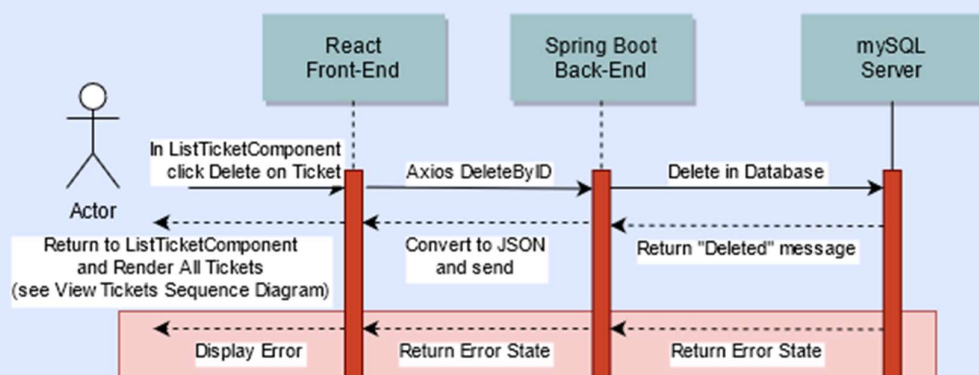 React
Front-End
Spring Boot
Back-End
mySQL
Server
In ListTicketComponent
click Delete on Ticket
Axios DeleteByID
Delete in Database
Actor
Return to ListTicketComponent
and Render All Tickets
(see View Tickets Sequence Diagram)
Convert to JSON
and send
Return "Deleted" message
Display Error
Return Error State
Return Error State